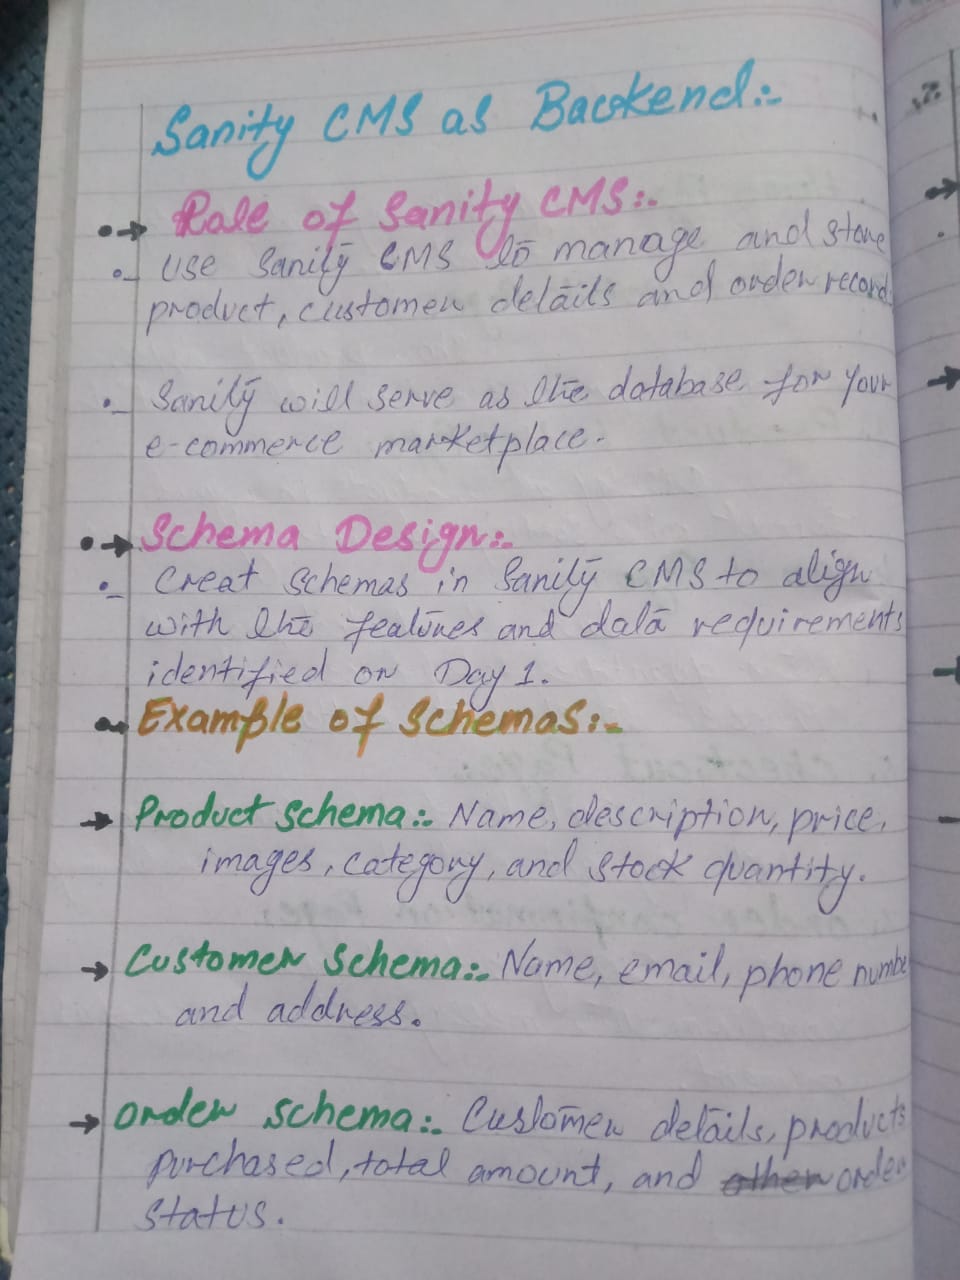 Sanity CMS as Backend:-
Role of Sanity CMS:-
Use Sanity CMS to manage and store
product, customer details and order record
Sanity will serve as the database for your
e-commerce marketplace.
Schema Design:-
Creat schemas in Sanity CMS to align
with the features and data requirements
identified on Day 1.
Example of Schemas:-
Product Schema:- Name, description, price,
images, category, and stock quantity.
Customer Schema:- Name, email, phone numbe
and address.
Order Schema:- Customer details, products
purchased, total amount, and other order
status.